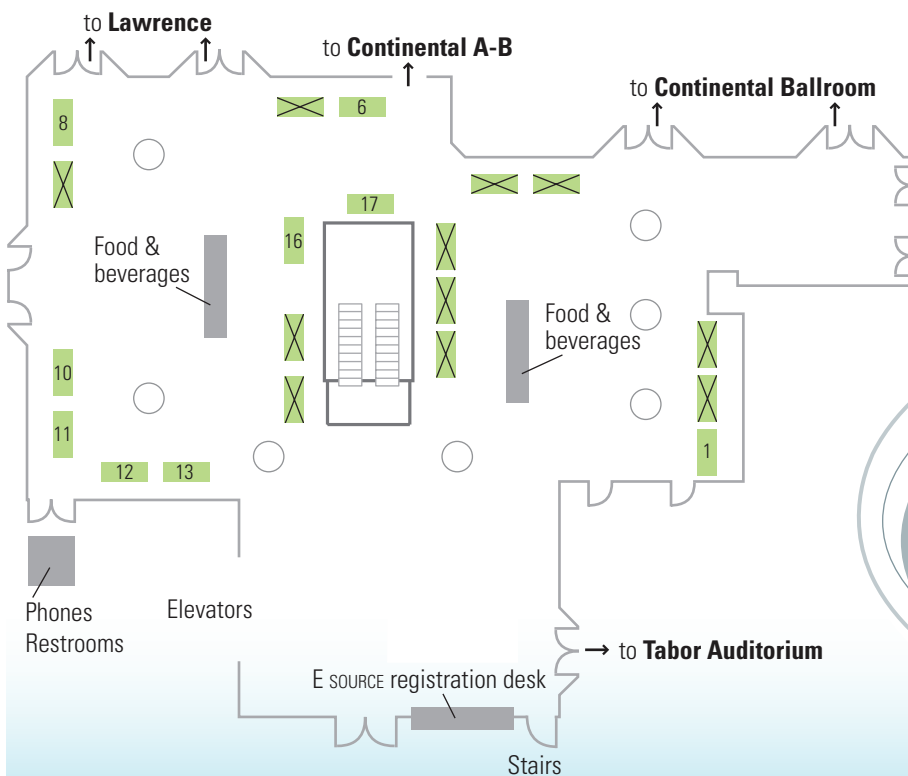 to Lawrence
to Continental A-B
to Continental Ballroom
8
6
17
16
Food &
beverages
Food &
beverages
10
11
12
13
1
Phones
Restrooms
Elevators
to Tabor Auditorium
E SOURCE registration desk
Stairs